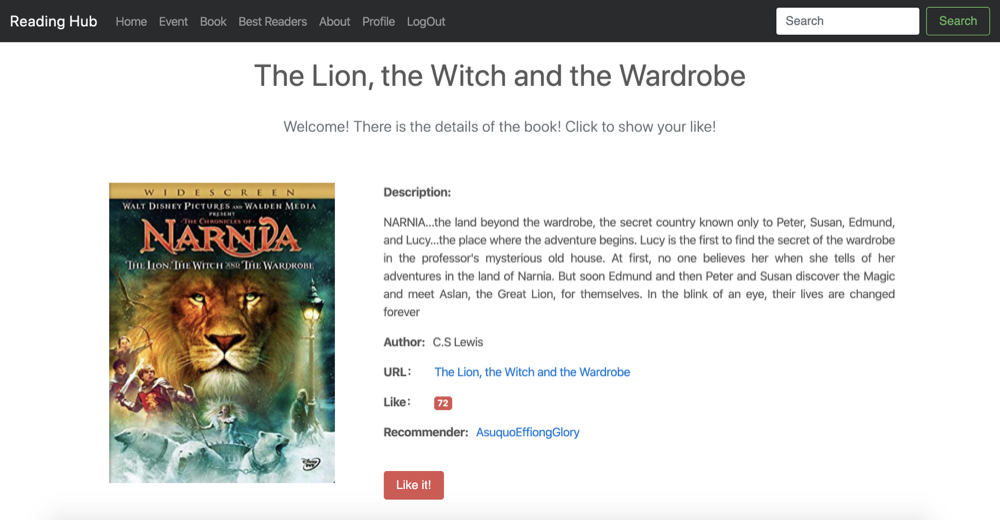 Reading Hub Home Event Book Best Readers About Profile LogOut Search Search
The Lion, the Witch and the Wardrobe
Welcome! There is the details of the book! Click to show your like!
WIDESCREEN
WALT DISNEY PICTURES AND WALDEN MEDIA
PRESENT
THE CHRONICLES OF
NARNIA
THE LION, THE WITCH AND THE WARDROBE
Disney
DVD
Description:
NARNIA...the land beyond the wardrobe, the secret country known only to Peter, Susan, Edmund,
and Lucy...the place where the adventure begins. Lucy is the first to find the secret of the wardrobe
in the professor's mysterious old house. At first, no one believes her when she tells of her
adventures in the land of Narnia. But soon Edmund and then Peter and Susan discover the Magic
and meet Aslan, the Great Lion, for themselves. In the blink of an eye, their lives are changed
forever
Author: C.S Lewis
URL: The Lion, the Witch and the Wardrobe
Like: 72
Recommender: AsuquoEffiongGlory
Like it!